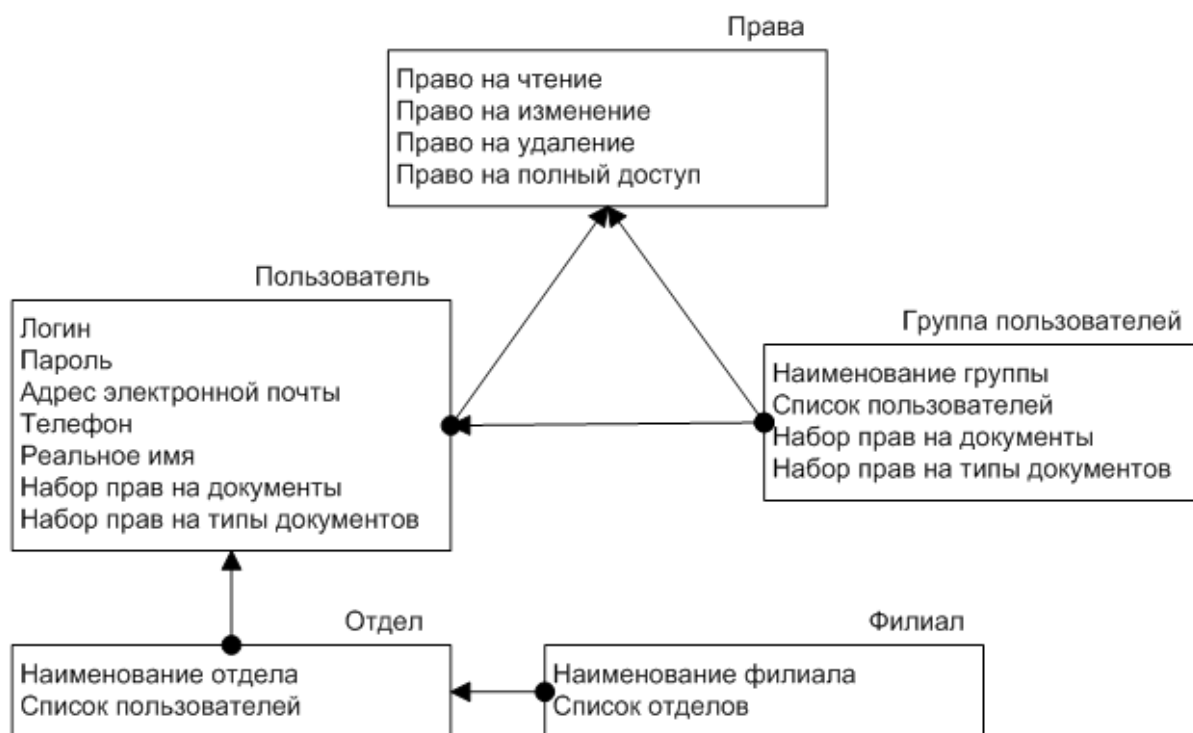 Права
Право на чтение
Право на изменение
Право на удаление
Право на полный доступ
Пользователь
Логин
Пароль
Адрес электронной почты
Телефон
Реальное имя
Набор прав на документы
Набор прав на типы документов
Группа пользователей
Наименование группы
Список пользователей
Набор прав на документы
Набор прав на типы документов
Отдел
Наименование отдела
Список пользователей
Филиал
Наименование филиала
Список отделов